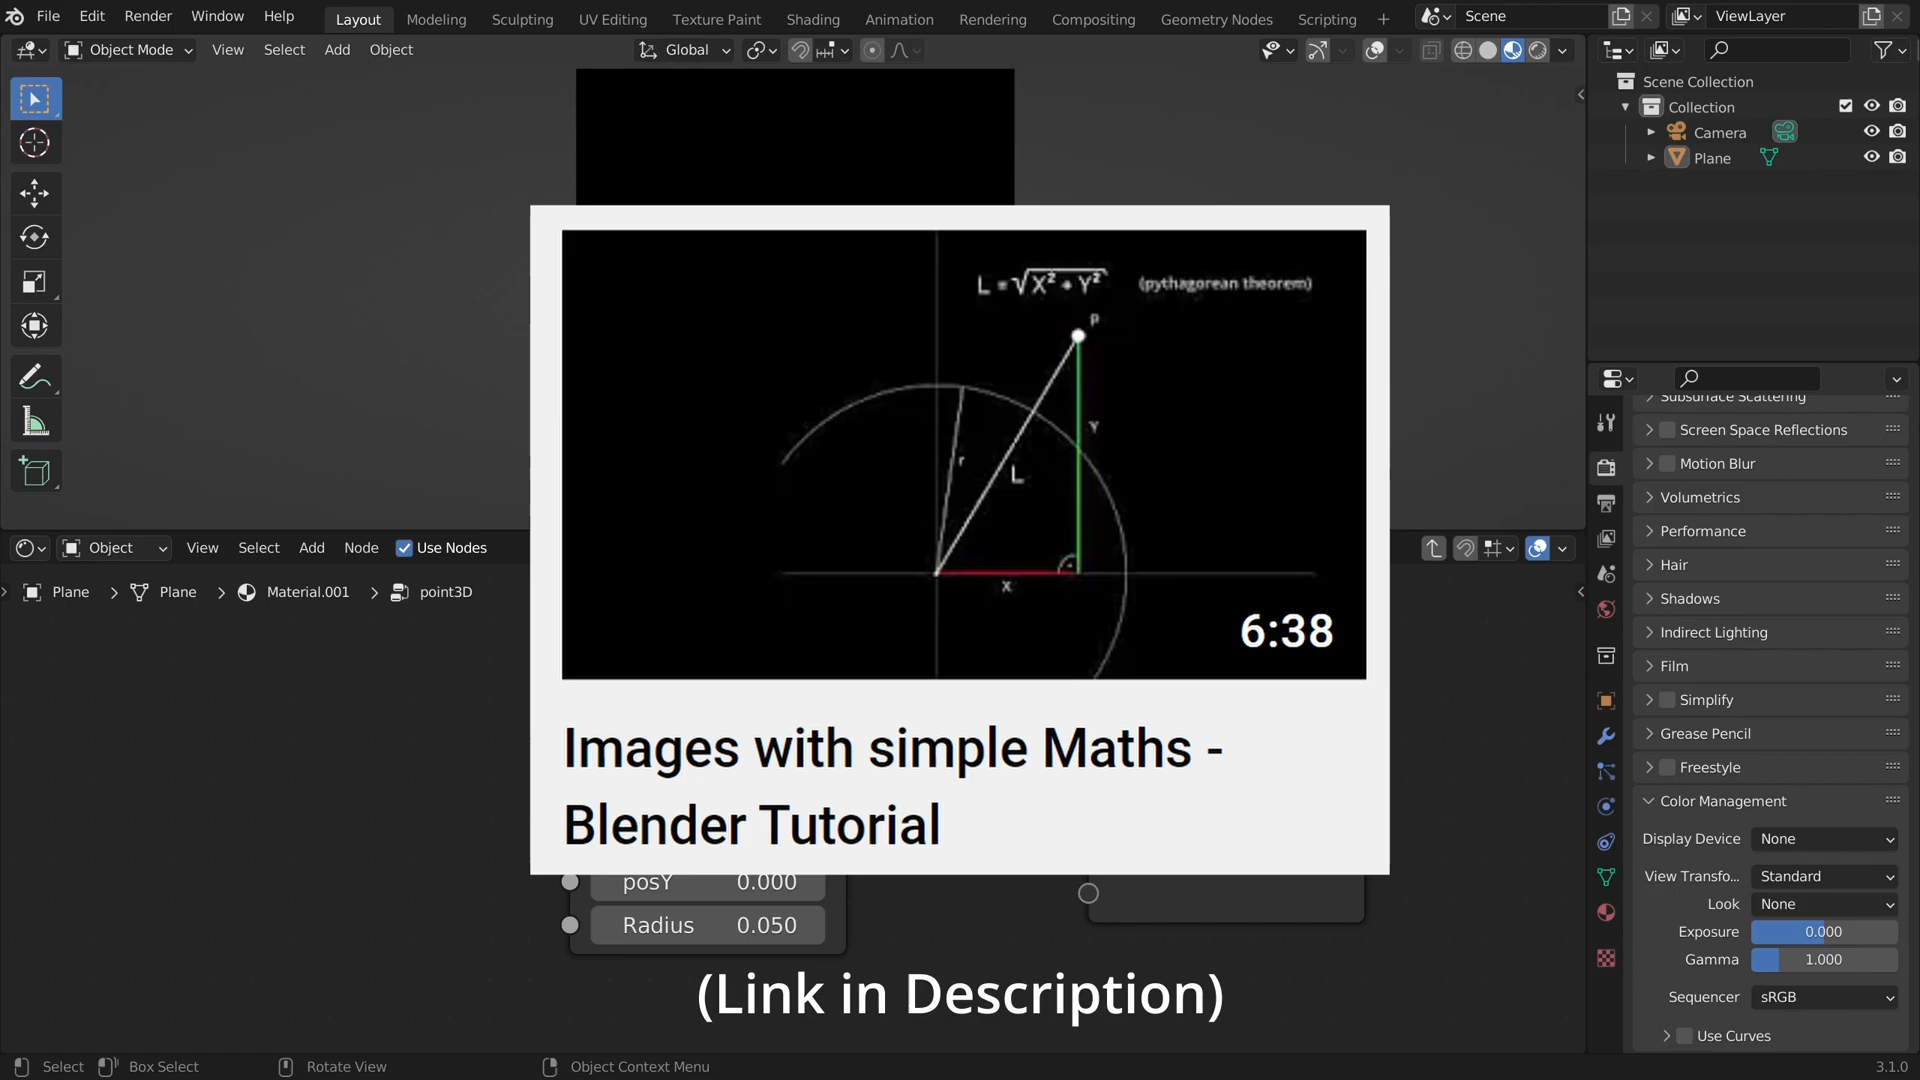 File Edit Render Window Help Layout Modeling Sculpting UV Editing Texture Paint Shading Animation Rendering Compositing Geometry Nodes Scripting + Scene ViewLayer
Object Mode View Select Add Object Global
Scene Collection
Collection
Camera
Plane
L = √X² + Y² (pythagorean theorem)
P
Y
r
L
X
6:38
Images with simple Maths -
Blender Tutorial
Subsurface Scattering
Screen Space Reflections
Motion Blur
Volumetrics
Performance
Hair
Shadows
Indirect Lighting
Film
Simplify
Grease Pencil
Freestyle
Color Management
Display Device None
View Transfo... Standard
Look None
Exposure 0.000
Gamma 1.000
Sequencer sRGB
Use Curves
Object View Select Add Node Use Nodes
Plane > Plane > Material.001 > point3D
posY 0.000
Radius 0.050
(Link in Description)
Select Box Select Rotate View Object Context Menu 3.1.0